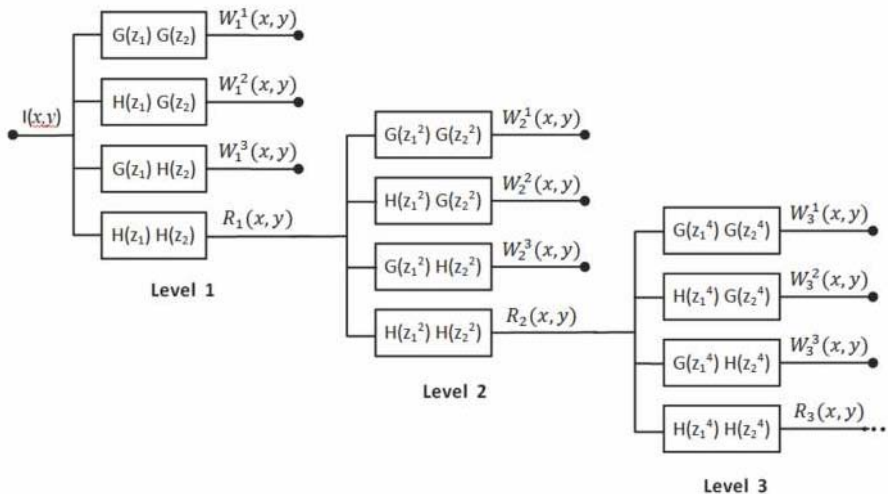 G(z₁) G(z₂)
W₁¹(x, y)
H(z₁) G(z₂)
W₁²(x, y)
I(x,y)
G(z₁) H(z₂)
W₁³(x, y)
H(z₁) H(z₂)
R₁(x, y)
Level 1
G(z₁²) G(z₂²)
W₂¹(x, y)
H(z₁²) G(z₂²)
W₂²(x, y)
G(z₁²) H(z₂²)
W₂³(x, y)
H(z₁²) H(z₂²)
R₂(x, y)
Level 2
G(z₁⁴) G(z₂⁴)
W₃¹(x, y)
H(z₁⁴) G(z₂⁴)
W₃²(x, y)
G(z₁⁴) H(z₂⁴)
W₃³(x, y)
H(z₁⁴) H(z₂⁴)
R₃(x, y)
Level 3